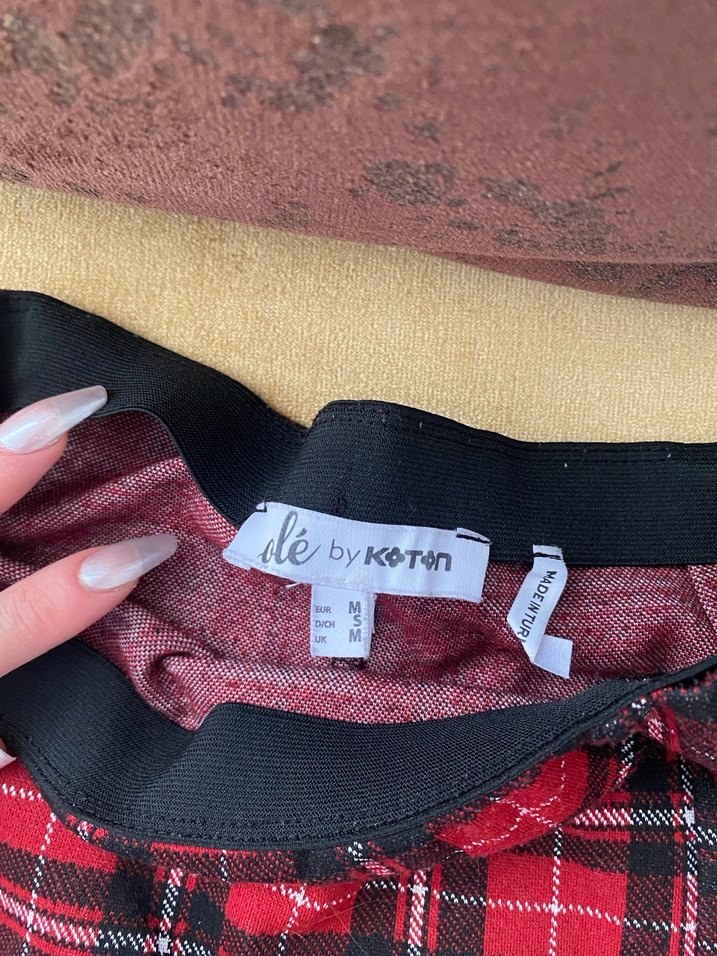 olé by KOTON
EUR M
D/CH S
UK M
MADE IN TUR